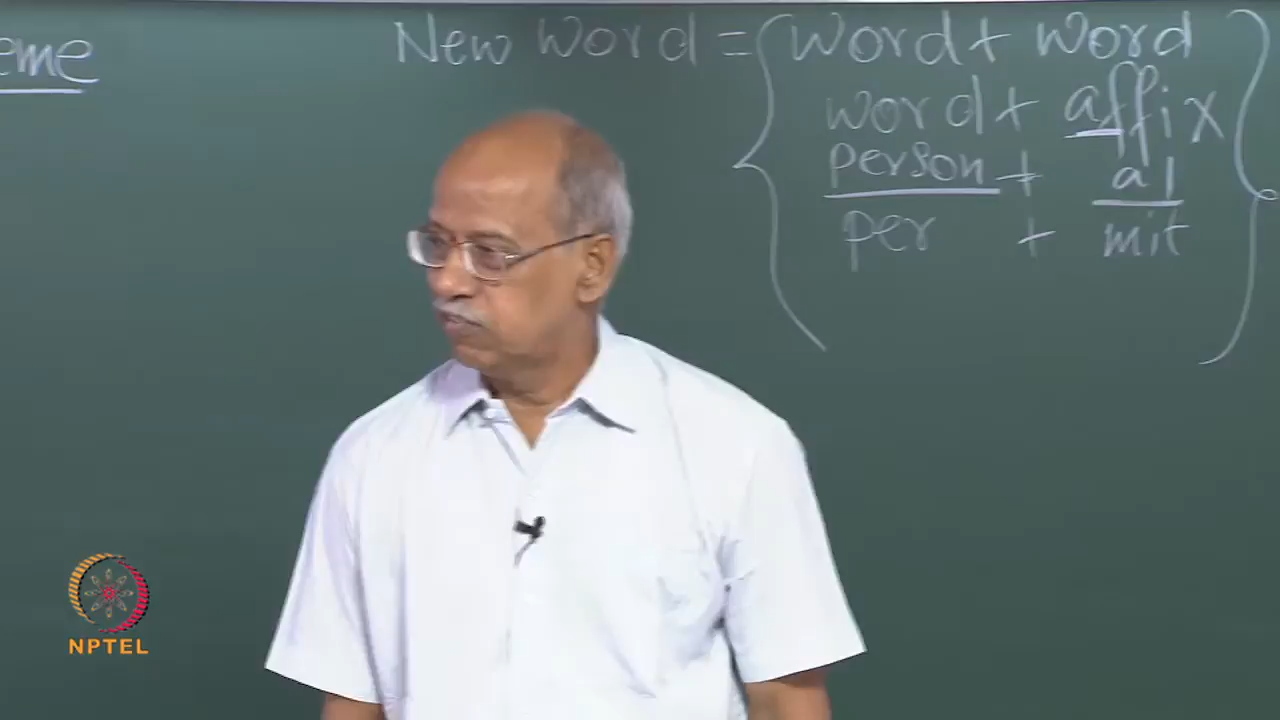 eme
New Word = { Word + Word }
word + affix
person + al
per + mit
NPTEL